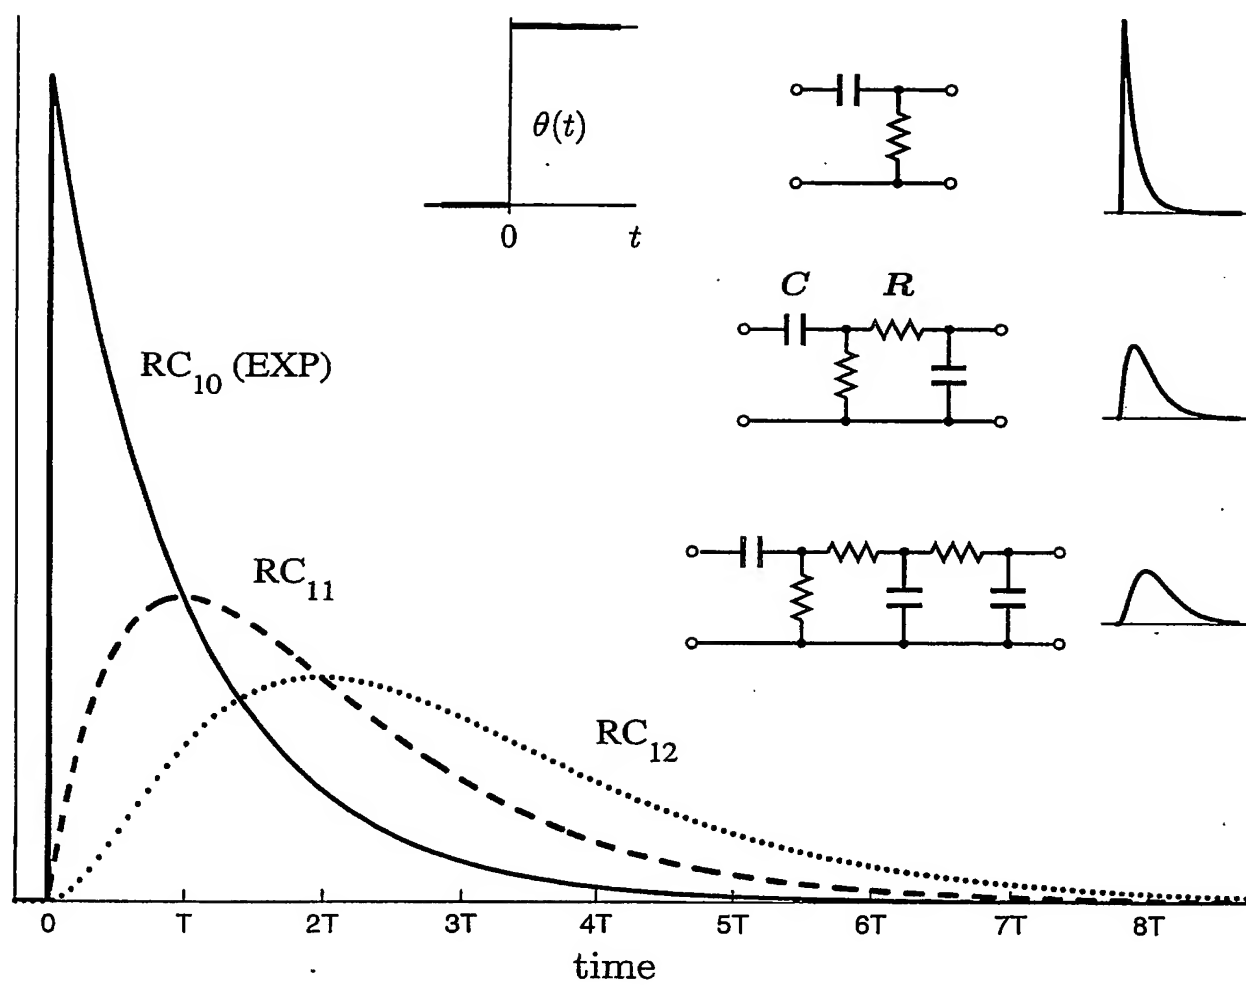 θ(t)
0 t
C R
RC10 (EXP)
RC11
RC12
0 T 2T 3T 4T 5T 6T 7T 8T
time